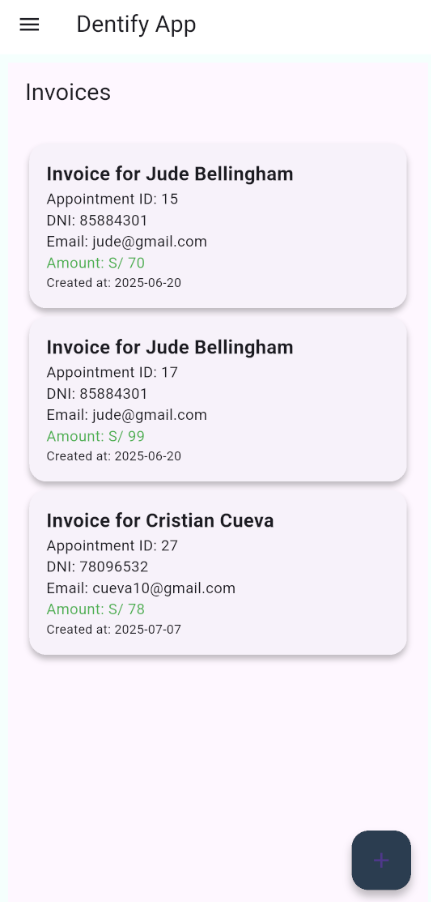 Dentify App
Invoices
Invoice for Jude Bellingham
Appointment ID: 15
DNI: 85884301
Email: jude@gmail.com
Amount: S/ 70
Created at: 2025-06-20
Invoice for Jude Bellingham
Appointment ID: 17
DNI: 85884301
Email: jude@gmail.com
Amount: S/ 99
Created at: 2025-06-20
Invoice for Cristian Cueva
Appointment ID: 27
DNI: 78096532
Email: cueva10@gmail.com
Amount: S/ 78
Created at: 2025-07-07